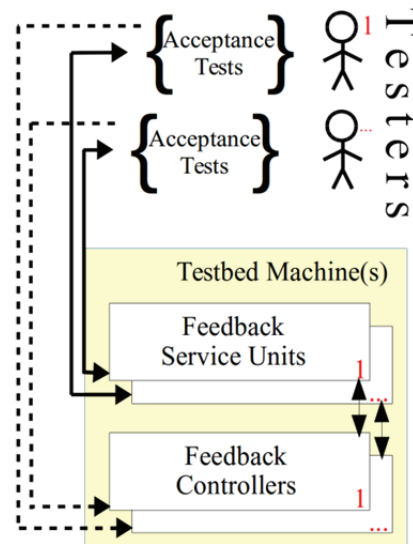 Acceptance
Tests
1
Acceptance
Tests
...
Testers
Testbed Machine(s)
Feedback
Service Units
1
...
Feedback
Controllers
1
...